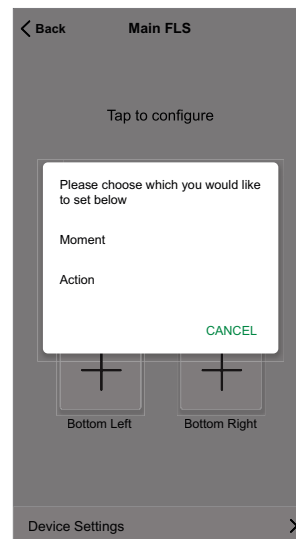 Back
Main FLS
Tap to configure
Please choose which you would like
to set below
Moment
Action
CANCEL
Bottom Left
Bottom Right
Device Settings